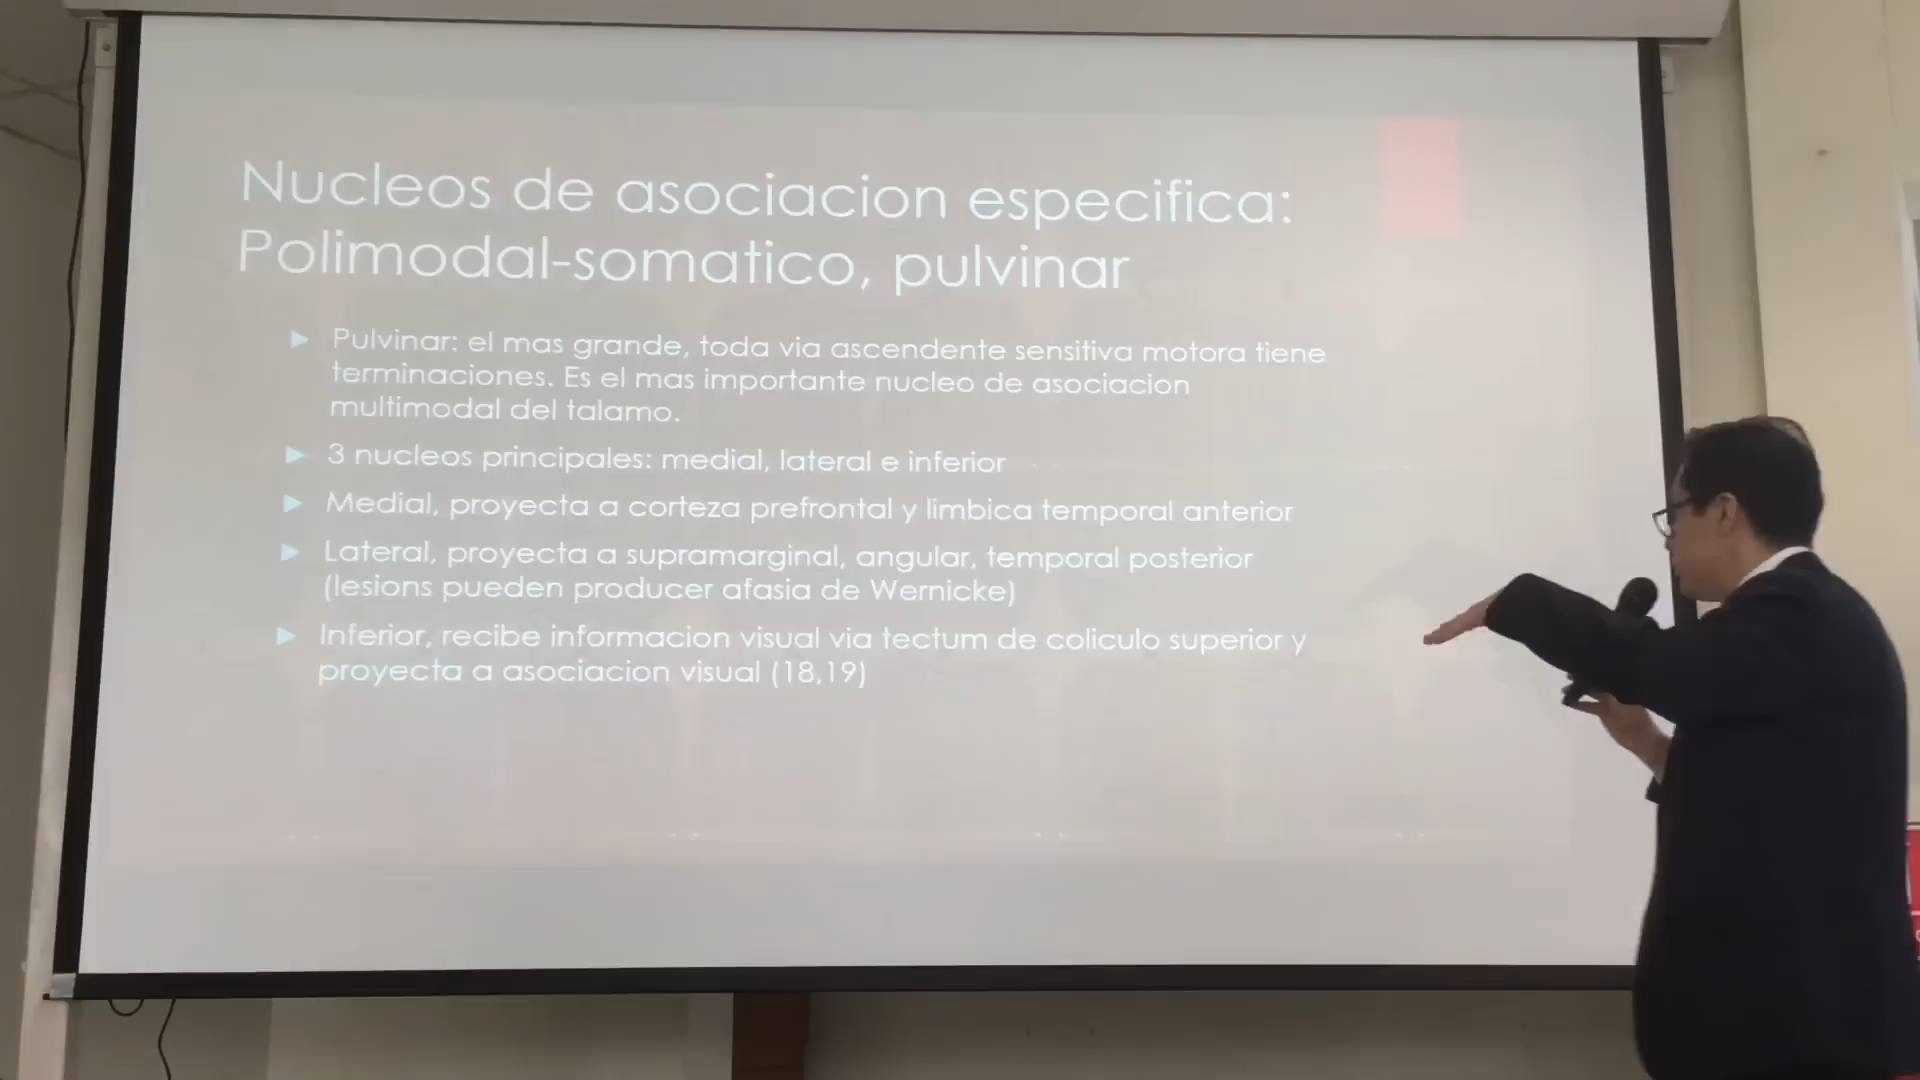 Nucleos de asociacion especifica:
Polimodal-somatico, pulvinar
Pulvinar: el mas grande, toda via ascendente sensitiva motora tiene
terminaciones. Es el mas importante nucleo de asociacion
multimodal del talamo.
3 nucleos principales: medial, lateral e inferior
Medial, proyecta a corteza prefrontal y limbica temporal anterior
Lateral, proyecta a supramarginal, angular, temporal posterior
(lesions pueden producer afasia de Wernicke)
Inferior, recibe informacion visual via tectum de coliculo superior y
proyecta a asociacion visual (18,19)